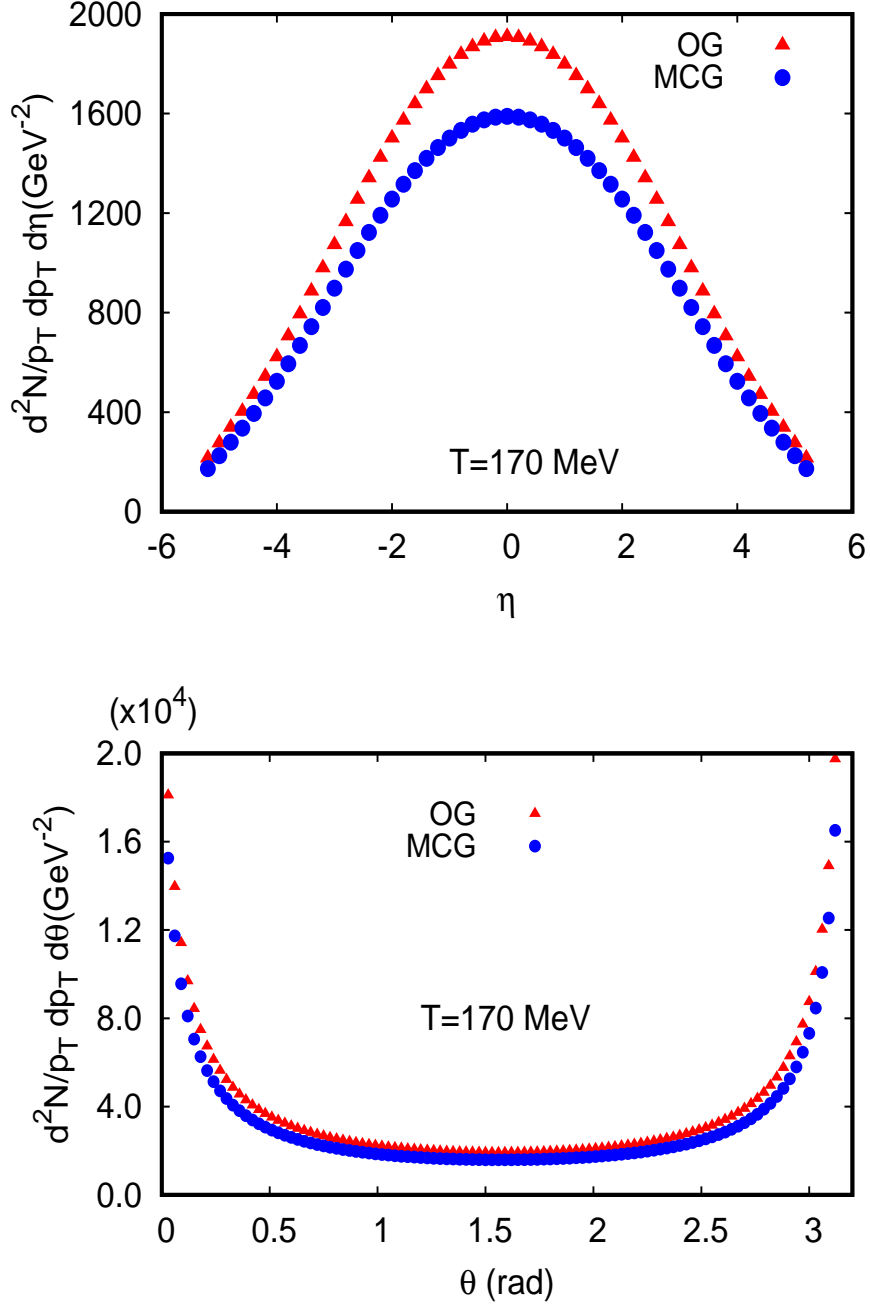 2000
1600
1200
800
400
0
d²N/p_T dp_T dη(GeV⁻²)
OG
MCG
T=170 MeV
-6 -4 -2 0 2 4 6
η
(x10⁴)
2.0
1.6
1.2
8.0
4.0
0.0
d²N/p_T dp_T dθ(GeV⁻²)
OG
MCG
T=170 MeV
0 0.5 1 1.5 2 2.5 3
θ (rad)